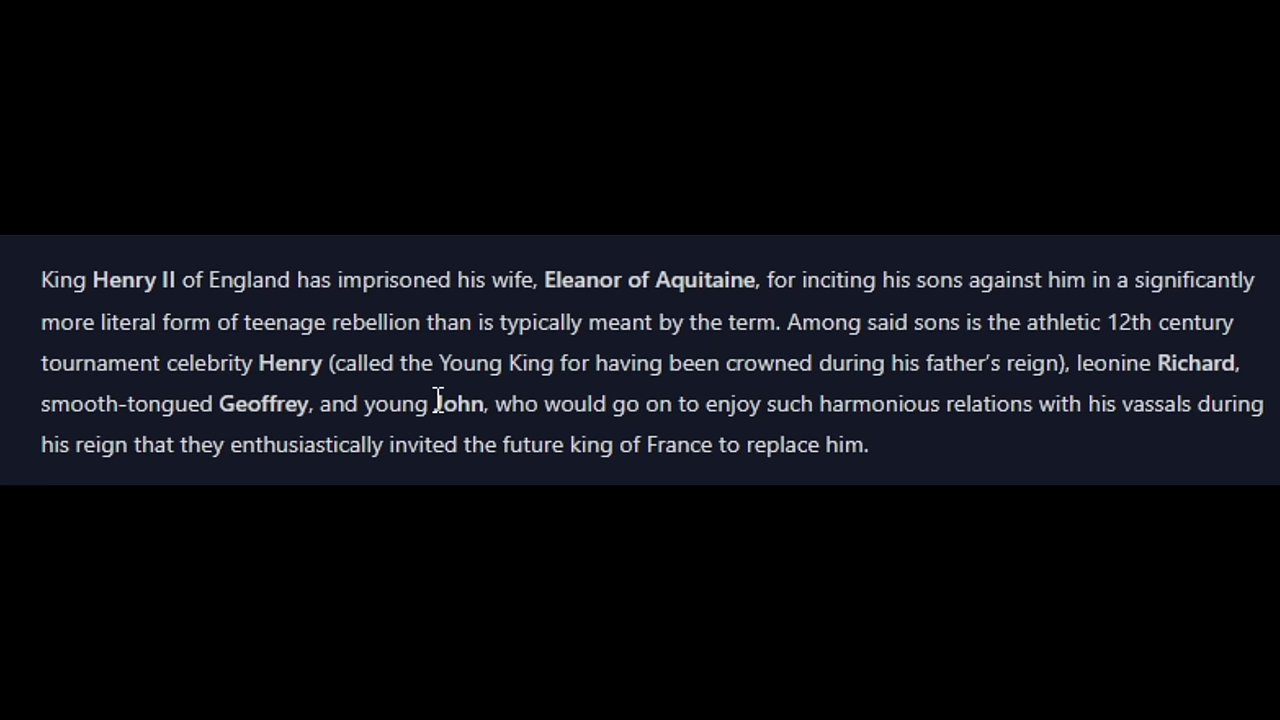 King Henry II of England has imprisoned his wife, Eleanor of Aquitaine, for inciting his sons against him in a significantly
more literal form of teenage rebellion than is typically meant by the term. Among said sons is the athletic 12th century
tournament celebrity Henry (called the Young King for having been crowned during his father’s reign), leonine Richard,
smooth-tongued Geoffrey, and young John, who would go on to enjoy such harmonious relations with his vassals during
his reign that they enthusiastically invited the future king of France to replace him.